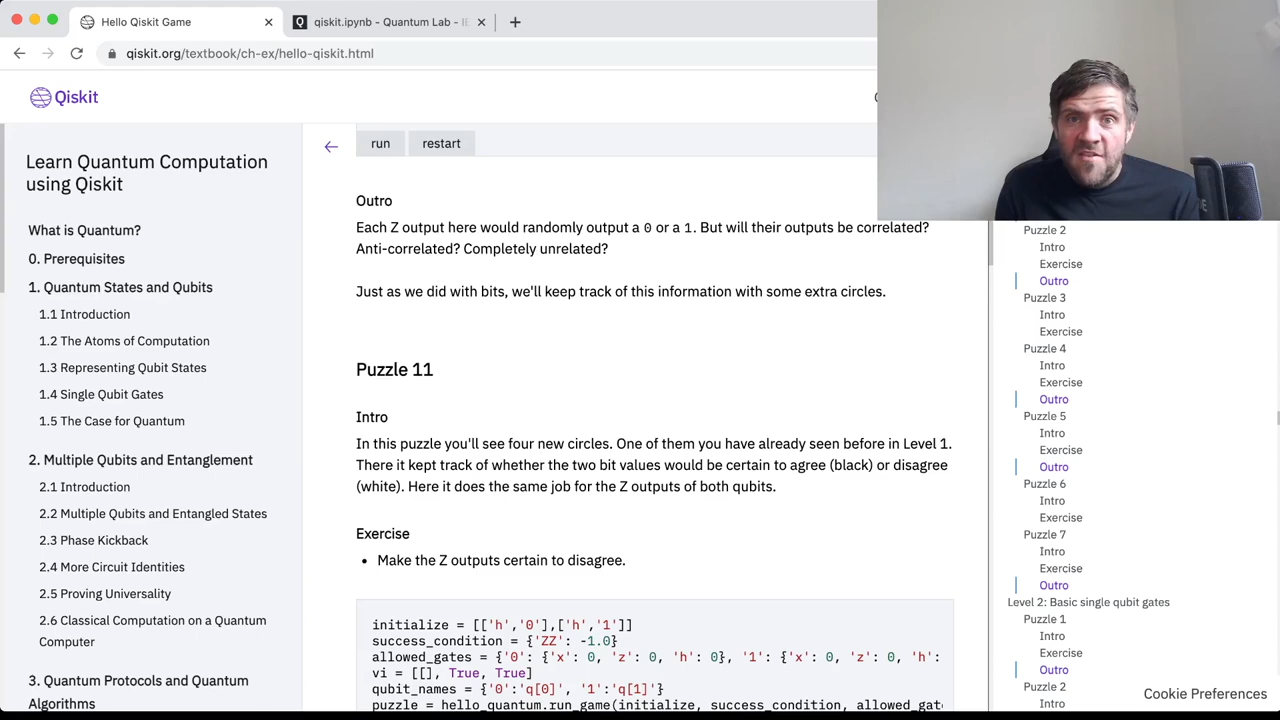 Hello Qiskit Game
qiskit.ipynb - Quantum Lab - I
qiskit.org/textbook/ch-ex/hello-qiskit.html
Qiskit
run
restart
Learn Quantum Computation
using Qiskit
What is Quantum?
0. Prerequisites
1. Quantum States and Qubits
1.1 Introduction
1.2 The Atoms of Computation
1.3 Representing Qubit States
1.4 Single Qubit Gates
1.5 The Case for Quantum
2. Multiple Qubits and Entanglement
2.1 Introduction
2.2 Multiple Qubits and Entangled States
2.3 Phase Kickback
2.4 More Circuit Identities
2.5 Proving Universality
2.6 Classical Computation on a Quantum
Computer
3. Quantum Protocols and Quantum
Algorithms
Outro
Each Z output here would randomly output a 0 or a 1. But will their outputs be correlated?
Anti-correlated? Completely unrelated?
Just as we did with bits, we'll keep track of this information with some extra circles.
Puzzle 11
Intro
In this puzzle you'll see four new circles. One of them you have already seen before in Level 1.
There it kept track of whether the two bit values would be certain to agree (black) or disagree
(white). Here it does the same job for the Z outputs of both qubits.
Exercise
• Make the Z outputs certain to disagree.
initialize = [['h','0'],['h','1']]
success_condition = {'ZZ': -1.0}
allowed_gates = {'0': {'x': 0, 'z': 0, 'h': 0}, '1': {'x': 0, 'z': 0, 'h':
vi = [[], True, True]
qubit_names = {'0':'q[0]', '1':'q[1]'}
puzzle = hello_quantum.run_game(initialize, success_condition, allowed_gate
Puzzle 2
Intro
Exercise
Outro
Puzzle 3
Intro
Exercise
Puzzle 4
Intro
Exercise
Outro
Puzzle 5
Intro
Exercise
Outro
Puzzle 6
Intro
Exercise
Puzzle 7
Intro
Exercise
Outro
Level 2: Basic single qubit gates
Puzzle 1
Intro
Exercise
Outro
Puzzle 2
Intro
Cookie Preferences